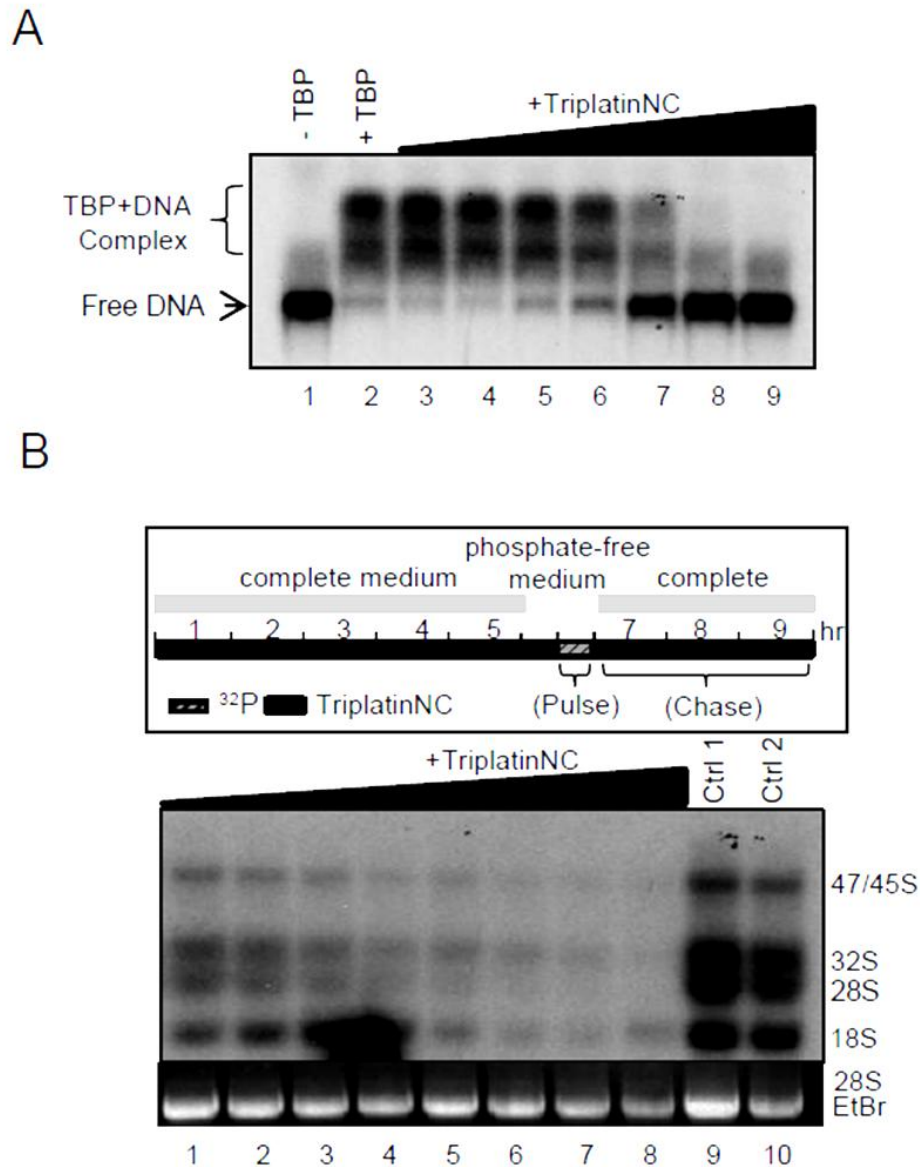 A
- TBP
+ TBP
+TriplatinNC
TBP+DNA
Complex
Free DNA
1 2 3 4 5 6 7 8 9
B
phosphate-free
complete medium medium complete
1 2 3 4 5 7 8 9 hr
32P TriplatinNC (Pulse) (Chase)
+TriplatinNC
Ctrl 1
Ctrl 2
47/45S
32S
28S
18S
28S
EtBr
1 2 3 4 5 6 7 8 9 10